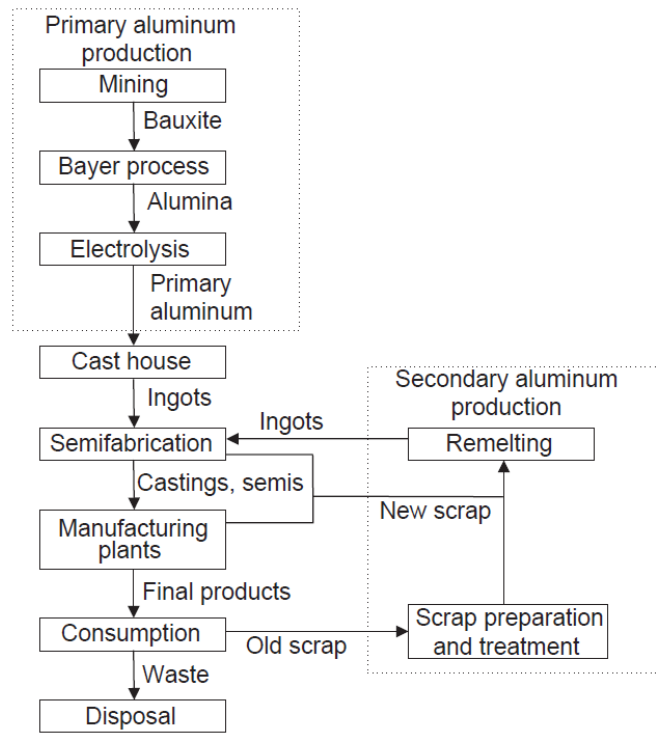 Primary aluminum
production
Mining
Bauxite
Bayer process
Alumina
Electrolysis
Primary
aluminum
Cast house
Ingots
Semifabrication
Castings, semis
Manufacturing
plants
Final products
Consumption
Waste
Disposal
Old scrap
Secondary aluminum
production
Ingots
Remelting
New scrap
Scrap preparation
and treatment